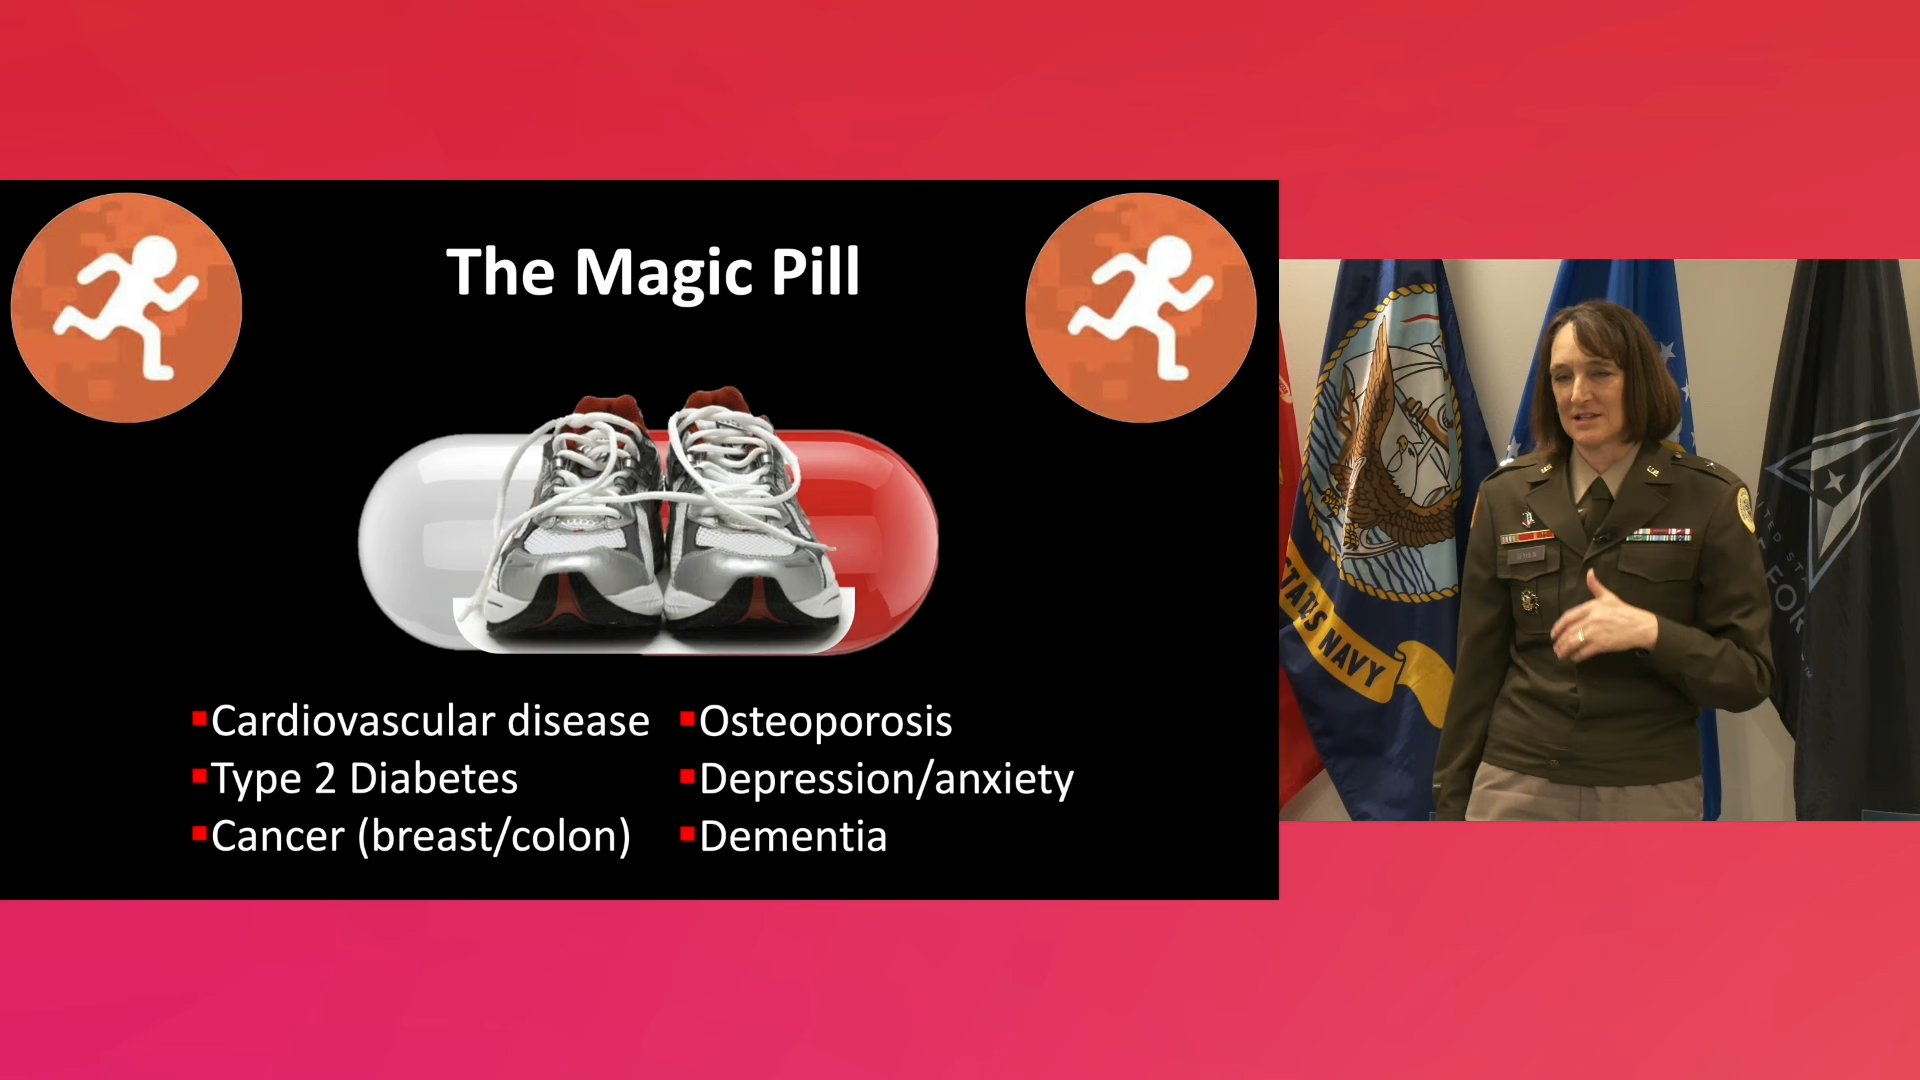 The Magic Pill
Cardiovascular disease
Type 2 Diabetes
Cancer (breast/colon)
Osteoporosis
Depression/anxiety
Dementia
STATES NAVY